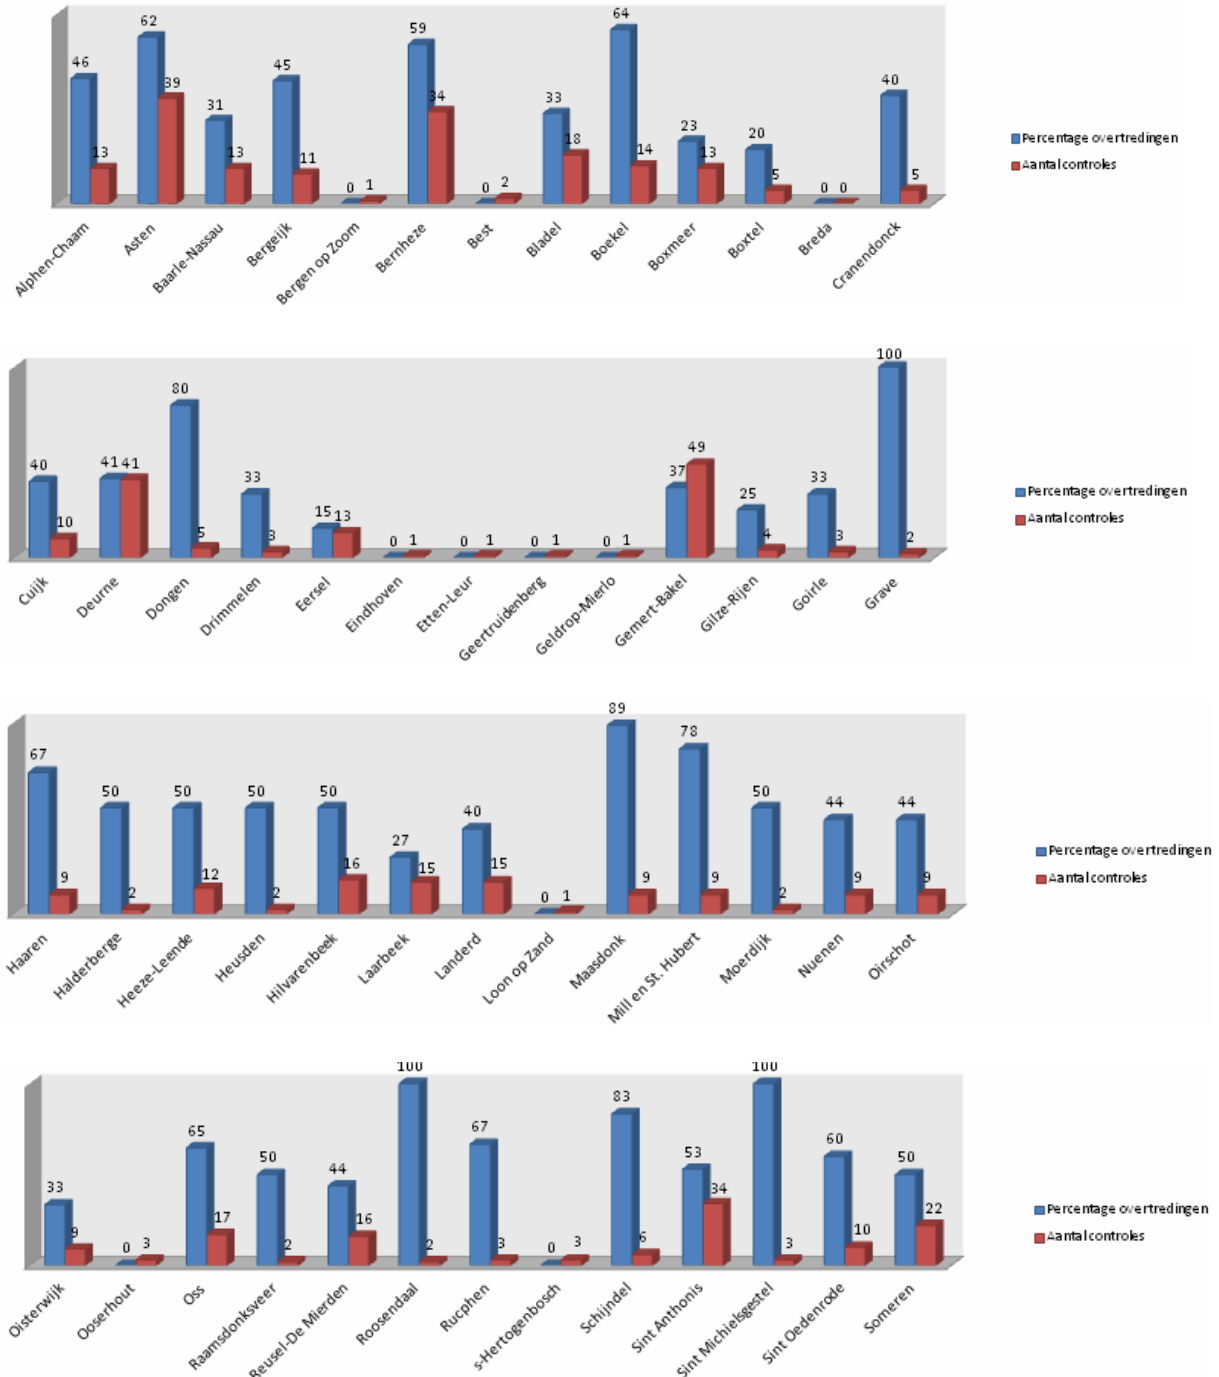 46 62 31 45 0 59 0 33 64 23 20 0 40
13 39 13 11 1 34 2 18 14 13 5 0 5
Alphen-Chaam
Asten
Baarle-Nassau
Bergeijk
Bergen op Zoom
Bernheze
Best
Bladel
Boekel
Boxmeer
Boxtel
Breda
Cranendonck
Percentage overtredingen
Aantal controles
40 41 80 33 15 0 0 0 0 37 25 33 100
10 41 5 3 13 1 1 1 1 49 4 3 2
Cuijk
Deurne
Dongen
Drimmelen
Eersel
Eindhoven
Etten-Leur
Geertruidenberg
Geldrop-Mierlo
Gemert-Bakel
Gilze-Rijen
Goirle
Grave
Percentage overtredingen
Aantal controles
67 50 50 50 50 27 40 0 89 78 50 44 44
9 2 12 2 16 15 15 1 9 9 2 9 9
Haaren
Halderberge
Heeze-Leende
Heusden
Hilvarenbeek
Laarbeek
Landerd
Loon op Zand
Maasdonk
Mill en St. Hubert
Moerdijk
Nuenen
Oirschot
Percentage overtredingen
Aantal controles
33 0 65 50 44 100 67 0 83 53 100 60 50
9 3 17 2 16 2 3 3 6 34 3 10 22
Oisterwijk
Ooserhout
Oss
Raamsdonksveer
Reusel-De Mierden
Roosendaal
Rucphen
s-Hertogenbosch
Schijndel
Sint Anthonis
Sint Michielsgestel
Sint Oedenrode
Someren
Percentage overtredingen
Aantal controles